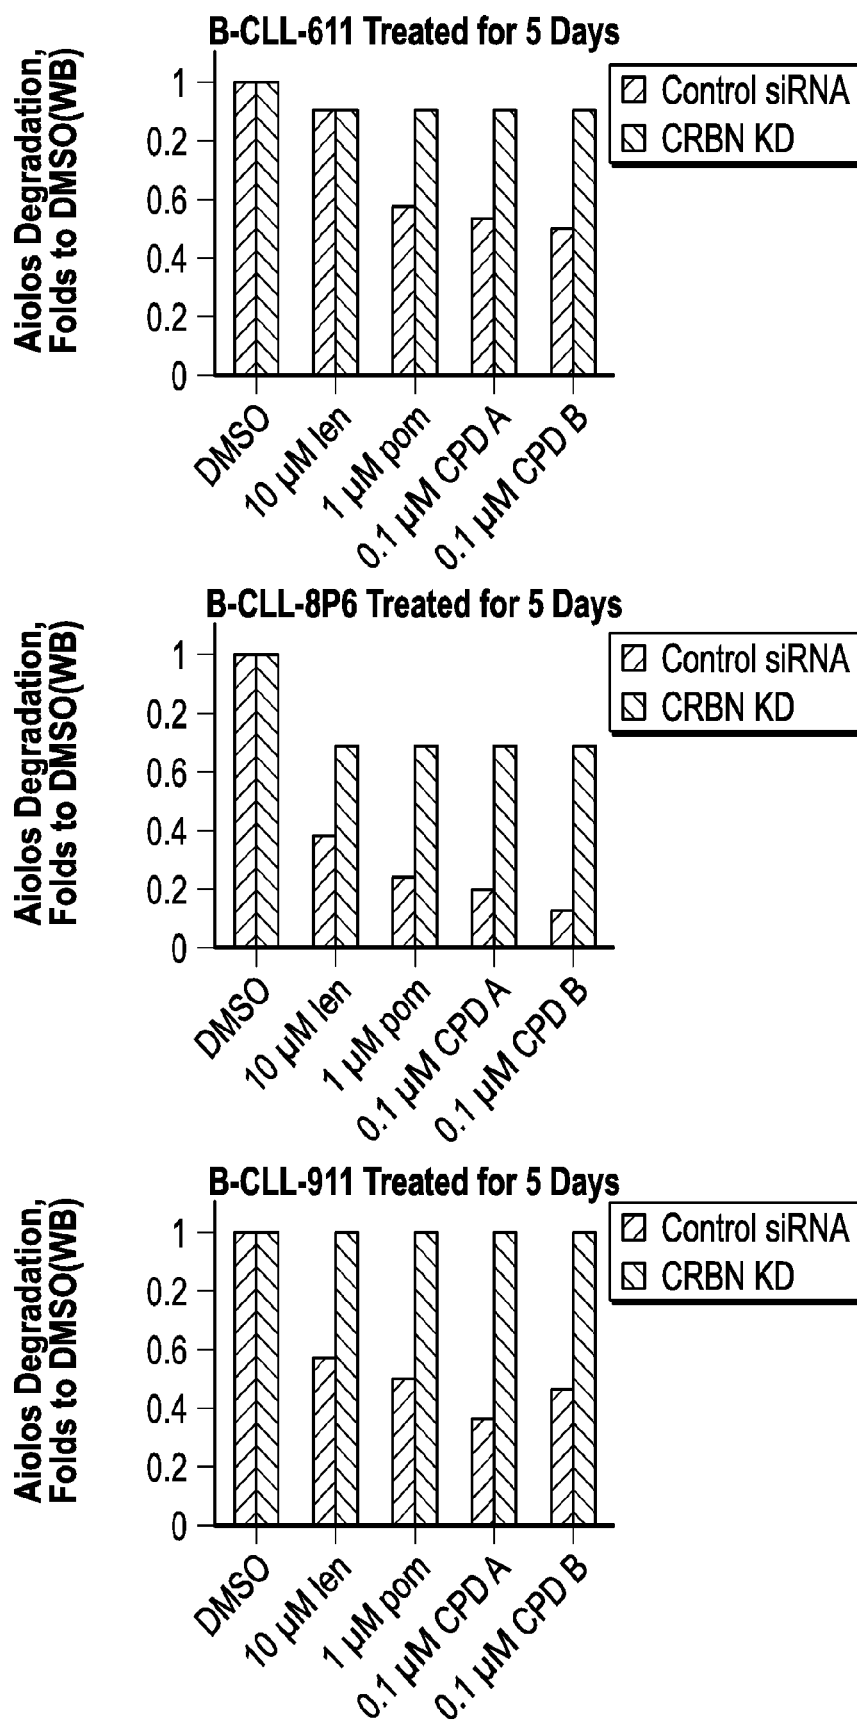 B-CLL-611 Treated for 5 Days
Aiolos Degradation,
Folds to DMSO(WB)
1
0.2
0.6
0.4
0.2
0
DMSO
10 µM len
1 µM pom
0.1 µM CPD A
0.1 µM CPD B
Control siRNA
CRBN KD
B-CLL-8P6 Treated for 5 Days
Aiolos Degradation,
Folds to DMSO(WB)
1
0.2
0.6
0.4
0.2
0
DMSO
10 µM len
1 µM pom
0.1 µM CPD A
0.1 µM CPD B
Control siRNA
CRBN KD
B-CLL-911 Treated for 5 Days
Aiolos Degradation,
Folds to DMSO(WB)
1
0.2
0.6
0.4
0.2
0
DMSO
10 µM len
1 µM pom
0.1 µM CPD A
0.1 µM CPD B
Control siRNA
CRBN KD